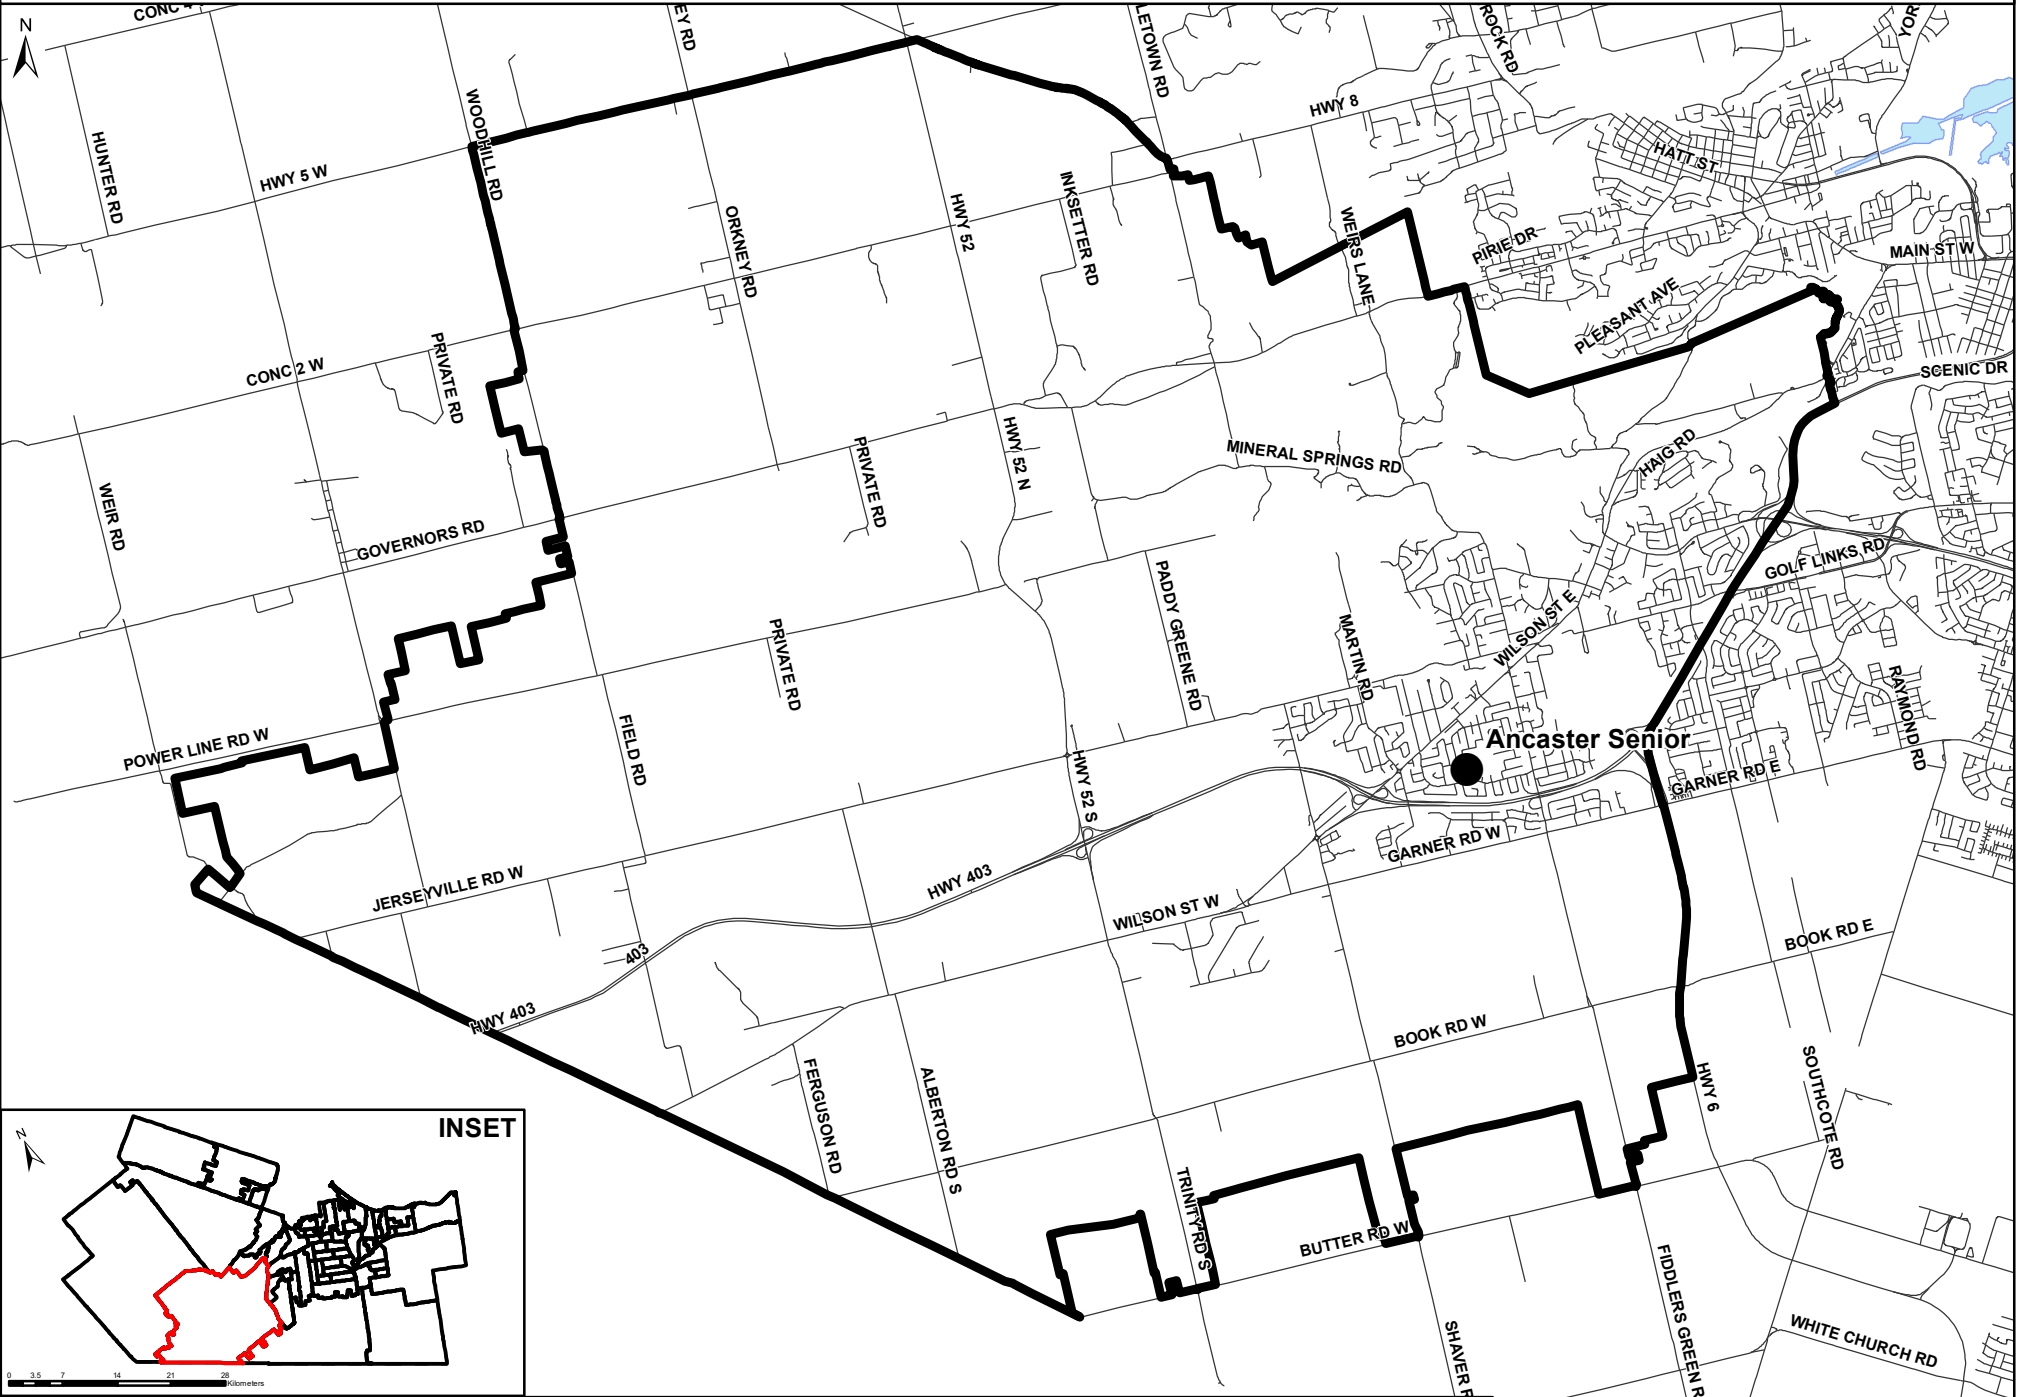 CONC 4
EY RD
LETOWN RD
ROCK RD
YOR
N
HWY 8
WOODHILL RD
HUNTER RD
HATT ST
HWY 5 W
INKSETTER RD
HWY 52
ORKNEY RD
WEIRS LANE
PIRIE DR
MAIN ST W
PLEASANT AVE
PRIVATE RD
CONC 2 W
SCENIC DR
HWY 52 N
MINERAL SPRINGS RD
HAIG RD
PRIVATE RD
WEIR RD
GOVERNORS RD
GOLF LINKS RD
PADDY GREENE RD
WILSON ST E
MARTIN RD
PRIVATE RD
RAYMOND RD
FIELD RD
POWER LINE RD W
Ancaster Senior
HWY 52 S
GARNER RD E
GARNER RD W
JERSEYVILLE RD W
HWY 403
WILSON ST W
BOOK RD E
403
HWY 403
BOOK RD W
FERGUSON RD
ALBERTON RD S
HWY 6
SOUTHCOTE RD
TRINITY RD S
BUTTER RD W
FIDDLERS GREEN R
SHAVER R
WHITE CHURCH RD
INSET
N
0 3.5 7 14 21 28
Kilometers